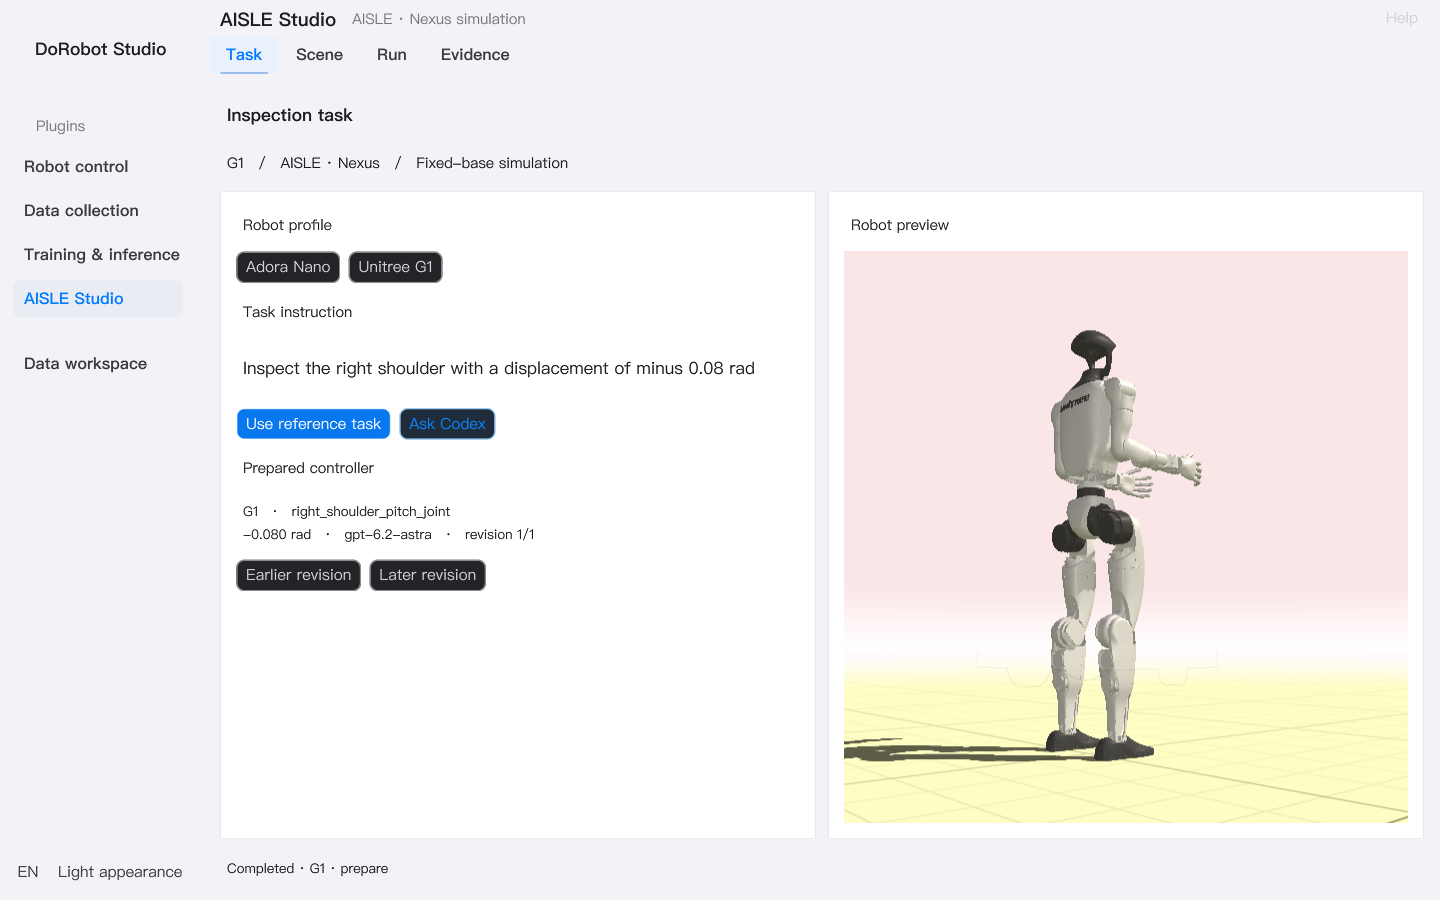 DoRobot Studio
AISLE Studio AISLE · Nexus simulation
Help
Task Scene Run Evidence
Plugins
Robot control
Data collection
Training & inference
AISLE Studio
Data workspace
EN Light appearance
Inspection task
G1 / AISLE · Nexus / Fixed-base simulation
Robot profile
Adora Nano Unitree G1
Task instruction
Inspect the right shoulder with a displacement of minus 0.08 rad
Use reference task Ask Codex
Prepared controller
G1 · right_shoulder_pitch_joint
-0.080 rad · gpt-6.2-astra · revision 1/1
Earlier revision Later revision
Robot preview
UNITREE
Completed · G1 · prepare